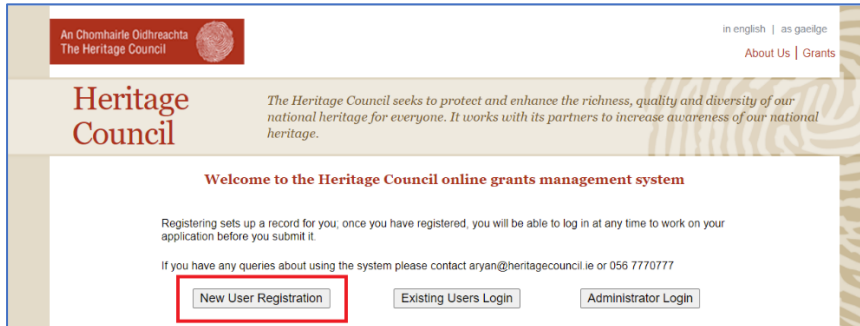 An Chomhairle Oidhreachta
The Heritage Council
in english | as gaeilge
About Us | Grants
Heritage
Council
The Heritage Council seeks to protect and enhance the richness, quality and diversity of our
national heritage for everyone. It works with its partners to increase awareness of our national
heritage.
Welcome to the Heritage Council online grants management system
Registering sets up a record for you; once you have registered, you will be able to log in at any time to work on your
application before you submit it.
If you have any queries about using the system please contact aryan@heritagecouncil.ie or 056 7770777
New User Registration
Existing Users Login
Administrator Login